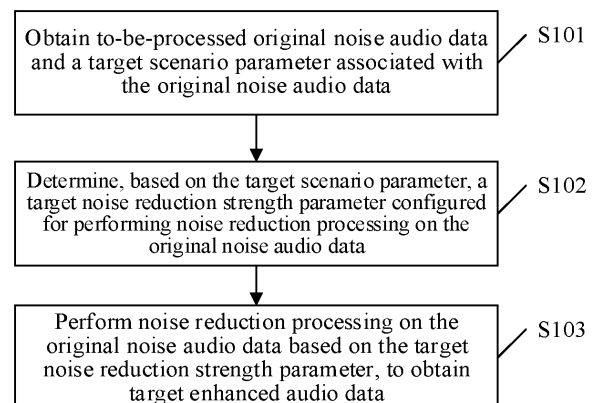 Obtain to-be-processed original noise audio data
and a target scenario parameter associated with
the original noise audio data
S101
Determine, based on the target scenario parameter, a
target noise reduction strength parameter configured
for performing noise reduction processing on the
original noise audio data
S102
Perform noise reduction processing on the
original noise audio data based on the target
noise reduction strength parameter, to obtain
target enhanced audio data
S103